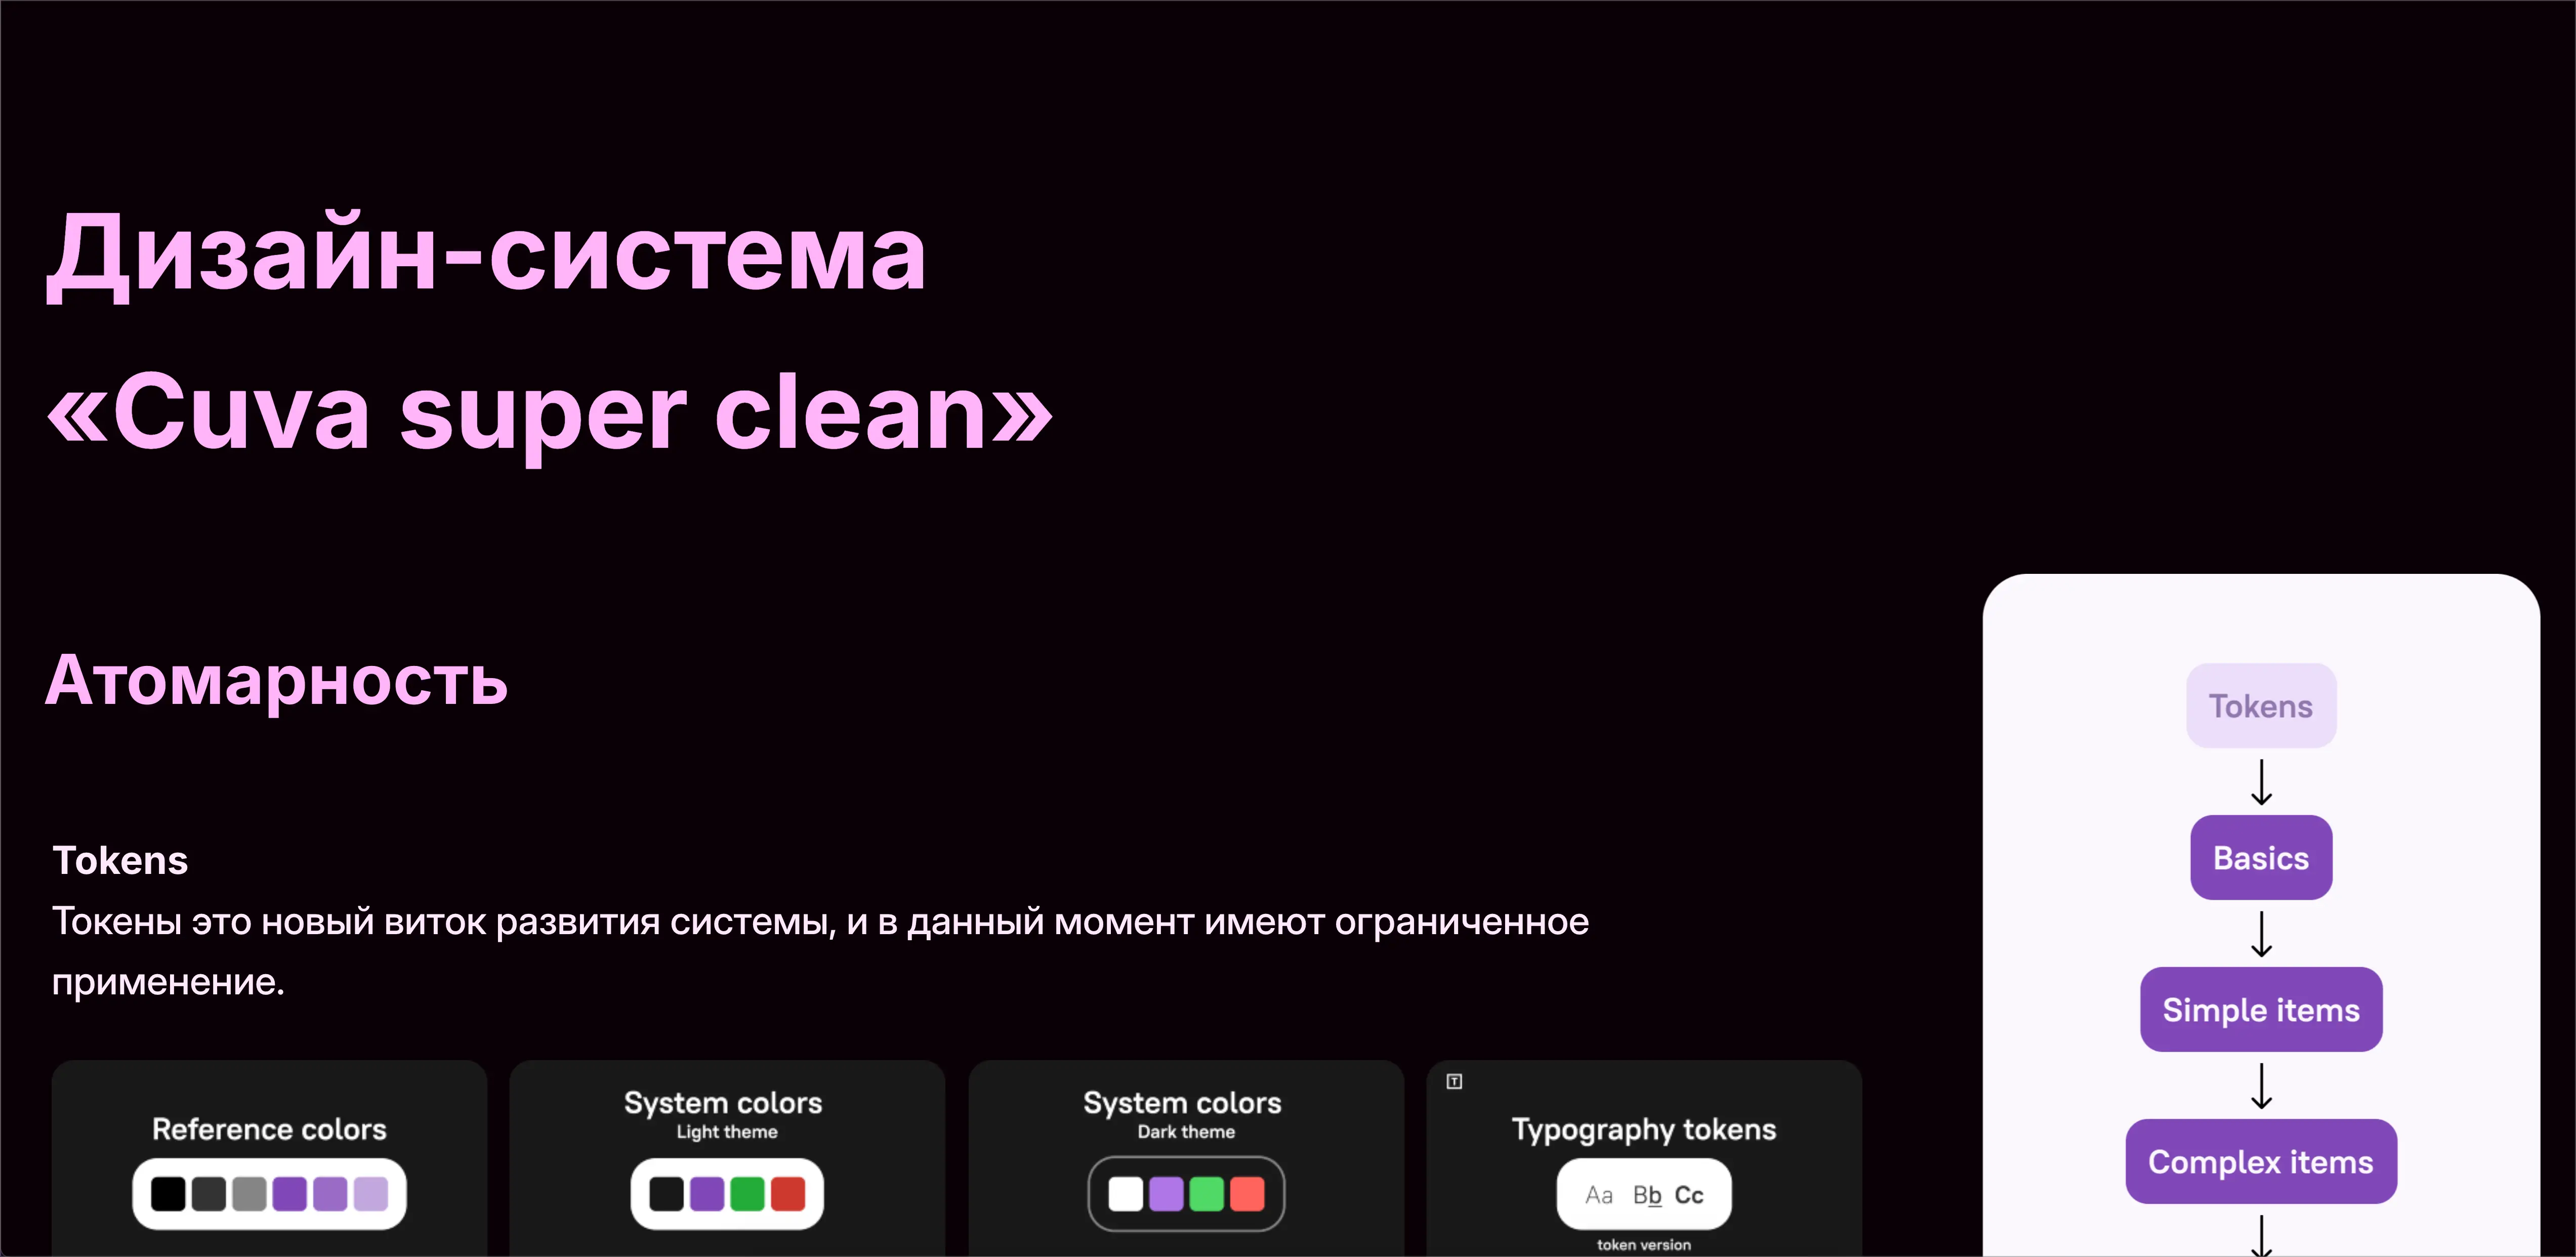 Дизайн-система
«Cuva super clean»
Атомарность
Tokens
Токены это новый виток развития системы, и в данный момент имеют ограниченное
применение.
Reference colors
System colors
Light theme
System colors
Dark theme
T
Typography tokens
Aa Bb Cc
token version
Tokens
Basics
Simple items
Complex items